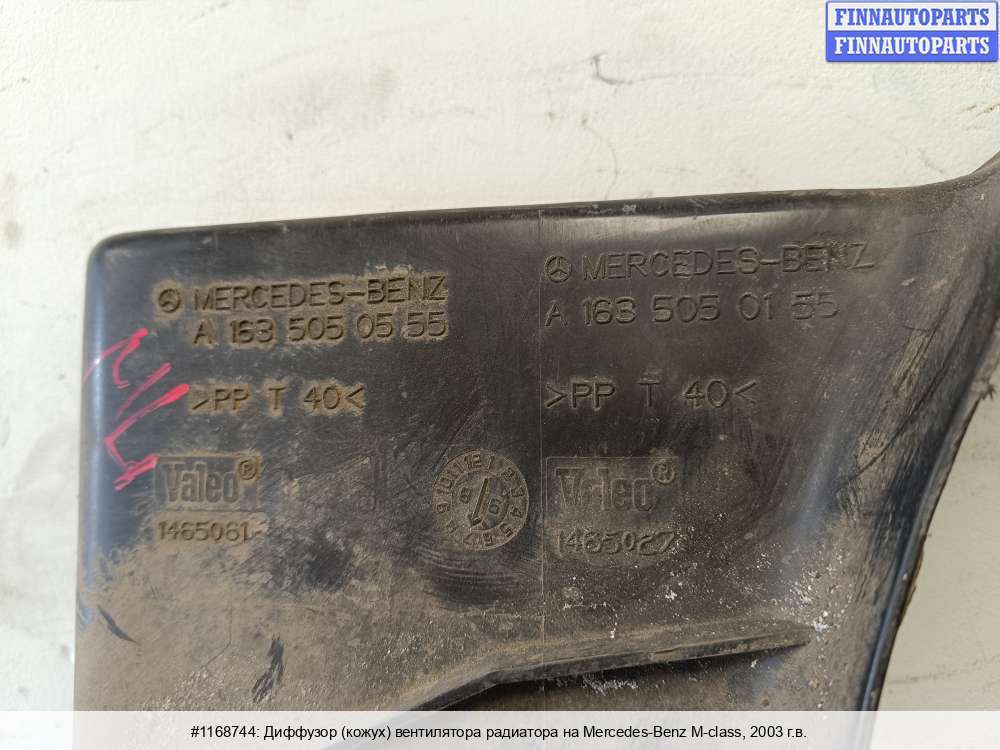 FINNAUTOPARTS
FINNAUTOPARTS
MERCEDES-BENZ
A 163 505 05 55
>PP T 40<
Valeo®
1465061
MERCEDES-BENZ
A 163 505 01 55
>PP T 40<
Valeo®
1465027
#1168744: Диффузор (кожух) вентилятора радиатора на Mercedes-Benz M-class, 2003 г.в.